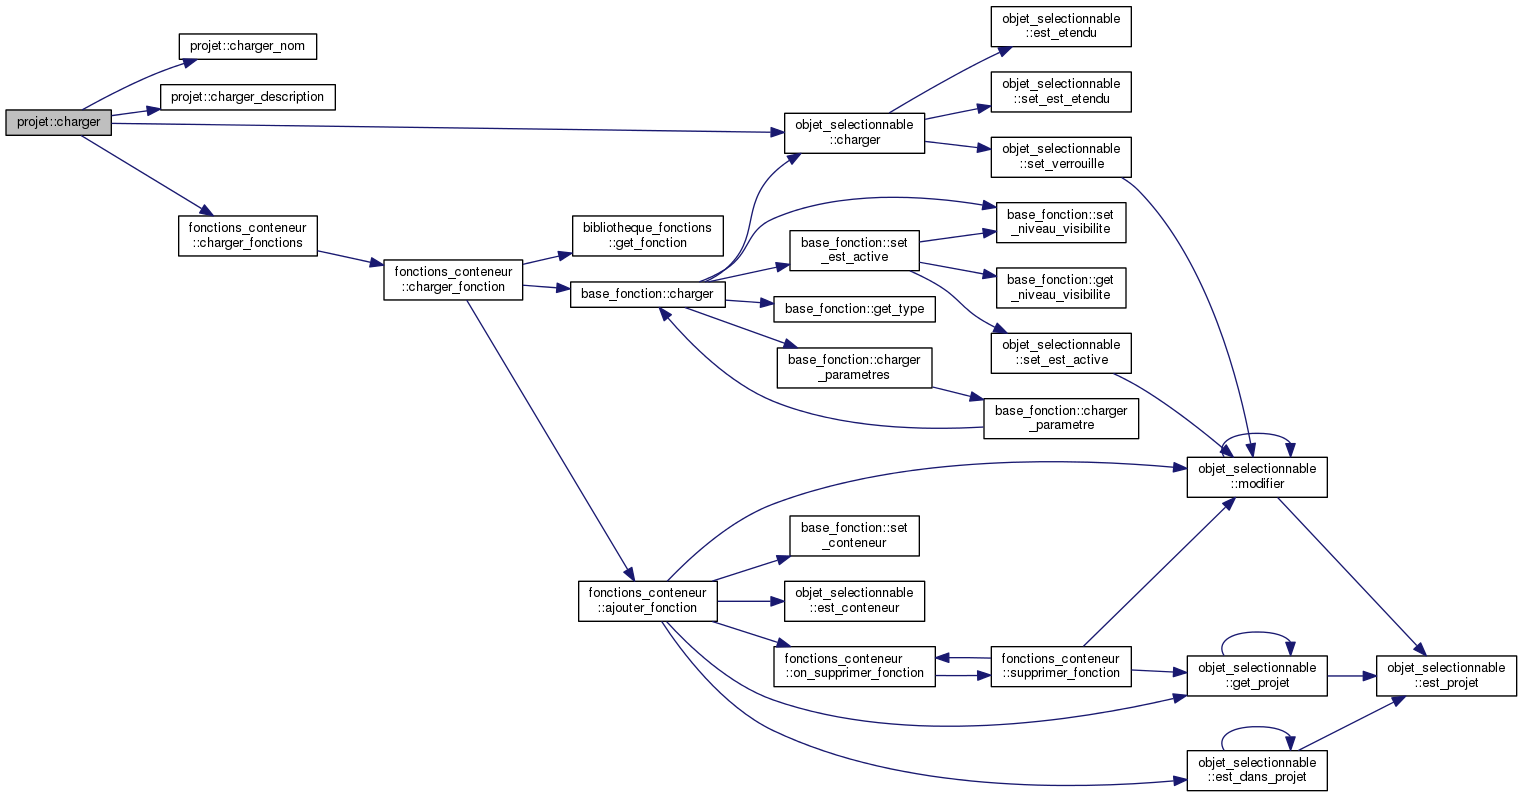 projet::charger
projet::charger_nom
projet::charger_description
fonctions_conteneur
::charger_fonctions
fonctions_conteneur
::charger_fonction
bibliotheque_fonctions
::get_fonction
base_fonction::charger
objet_selectionnable
::charger
objet_selectionnable
::est_etendu
objet_selectionnable
::set_est_etendu
objet_selectionnable
::set_verrouille
base_fonction::set
_niveau_visibilite
base_fonction::set
_est_active
base_fonction::get
_niveau_visibilite
base_fonction::get_type
objet_selectionnable
::set_est_active
base_fonction::charger
_parametres
base_fonction::charger
_parametre
objet_selectionnable
::modifier
base_fonction::set
_conteneur
fonctions_conteneur
::ajouter_fonction
objet_selectionnable
::est_conteneur
fonctions_conteneur
::on_supprimer_fonction
fonctions_conteneur
::supprimer_fonction
objet_selectionnable
::get_projet
objet_selectionnable
::est_projet
objet_selectionnable
::est_dans_projet